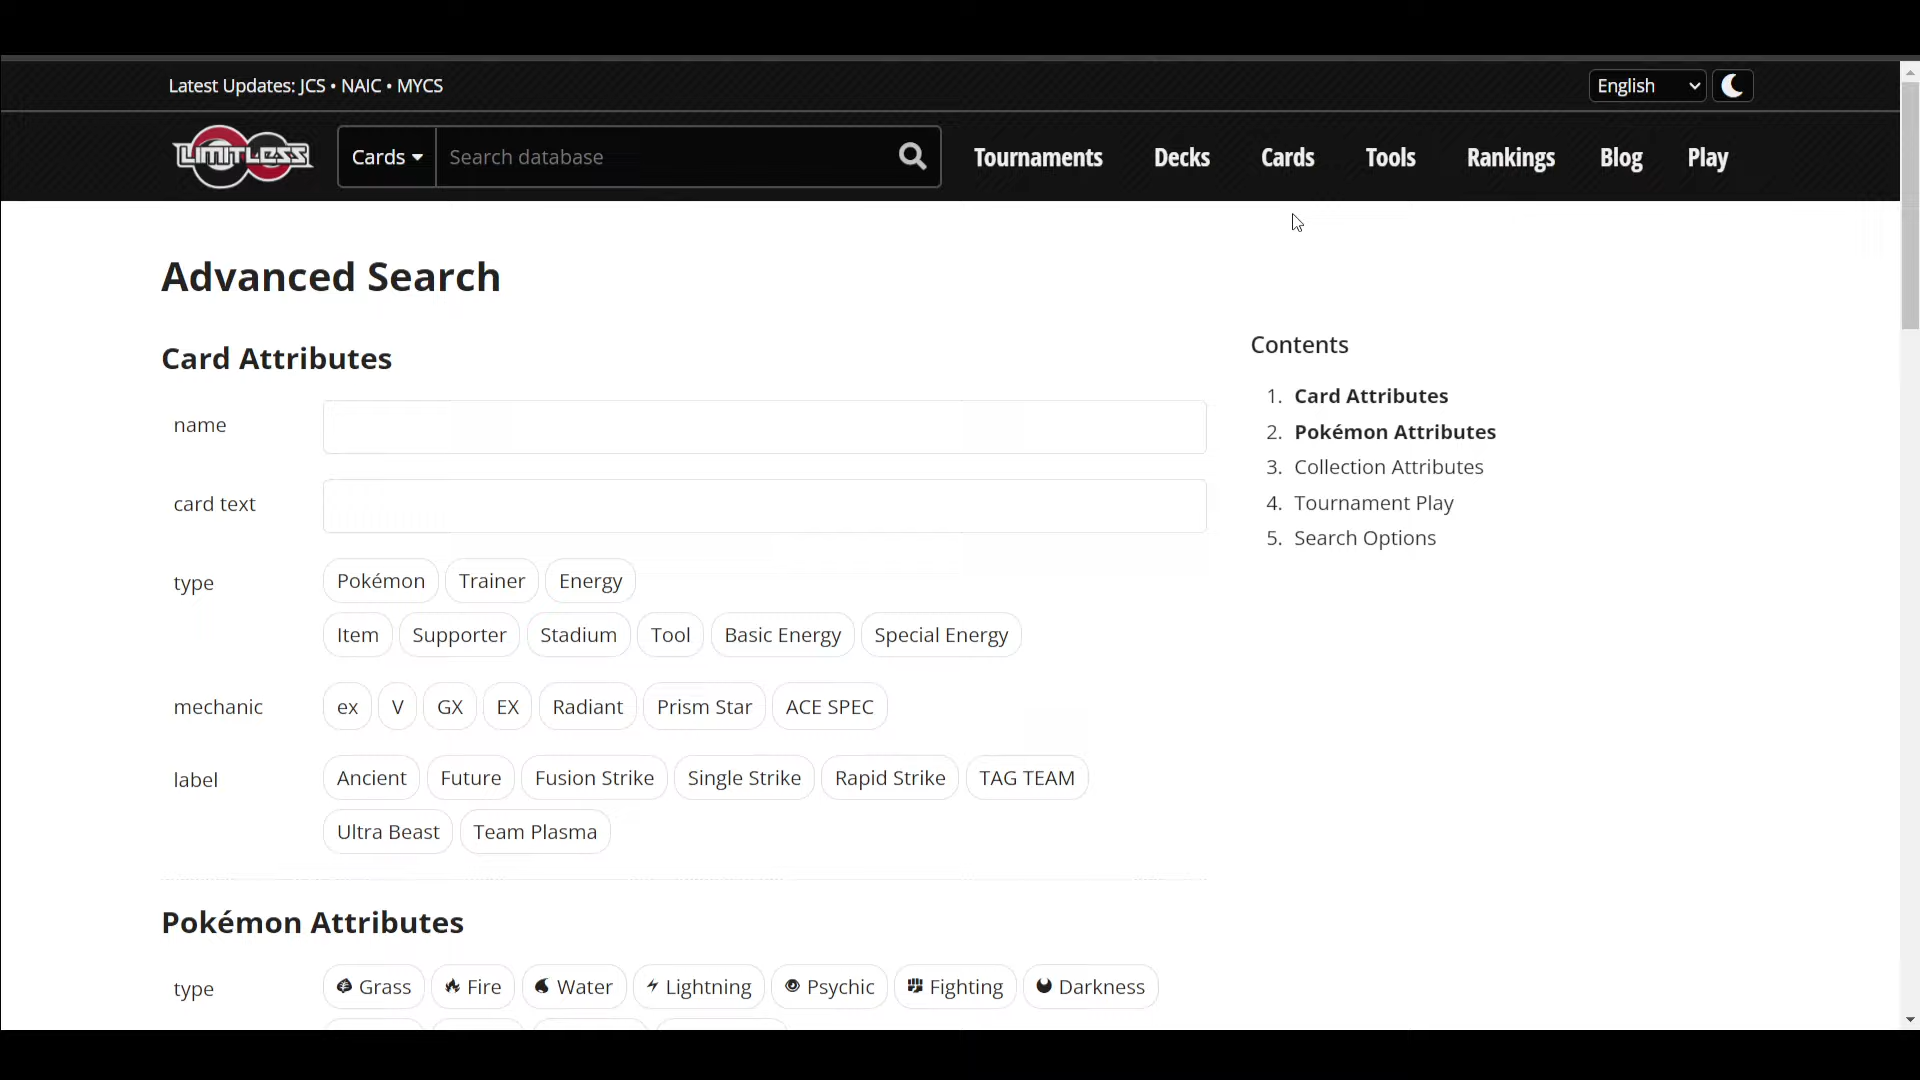 Latest Updates: JCS • NAIC • MYCS
English
LIMITLESS
Cards
Search database
Tournaments
Decks
Cards
Tools
Rankings
Blog
Play
Advanced Search
Card Attributes
name
card text
type
Pokémon Trainer Energy
Item Supporter Stadium Tool Basic Energy Special Energy
mechanic
ex V GX EX Radiant Prism Star ACE SPEC
label
Ancient Future Fusion Strike Single Strike Rapid Strike TAG TEAM
Ultra Beast Team Plasma
Pokémon Attributes
type
Grass Fire Water Lightning Psychic Fighting Darkness
Contents
1. Card Attributes
2. Pokémon Attributes
3. Collection Attributes
4. Tournament Play
5. Search Options